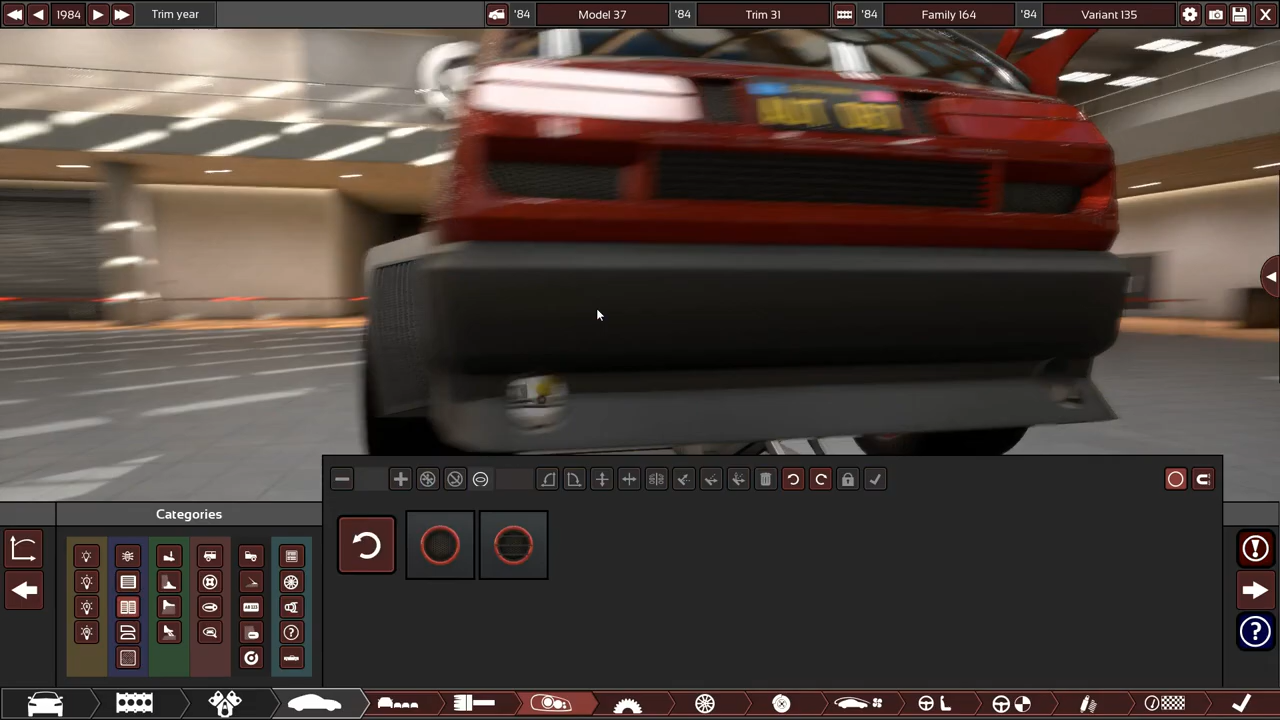 1984
Trim year
'84
Model 37
'84
Trim 31
'84
Family 164
'84
Variant 135
Categories